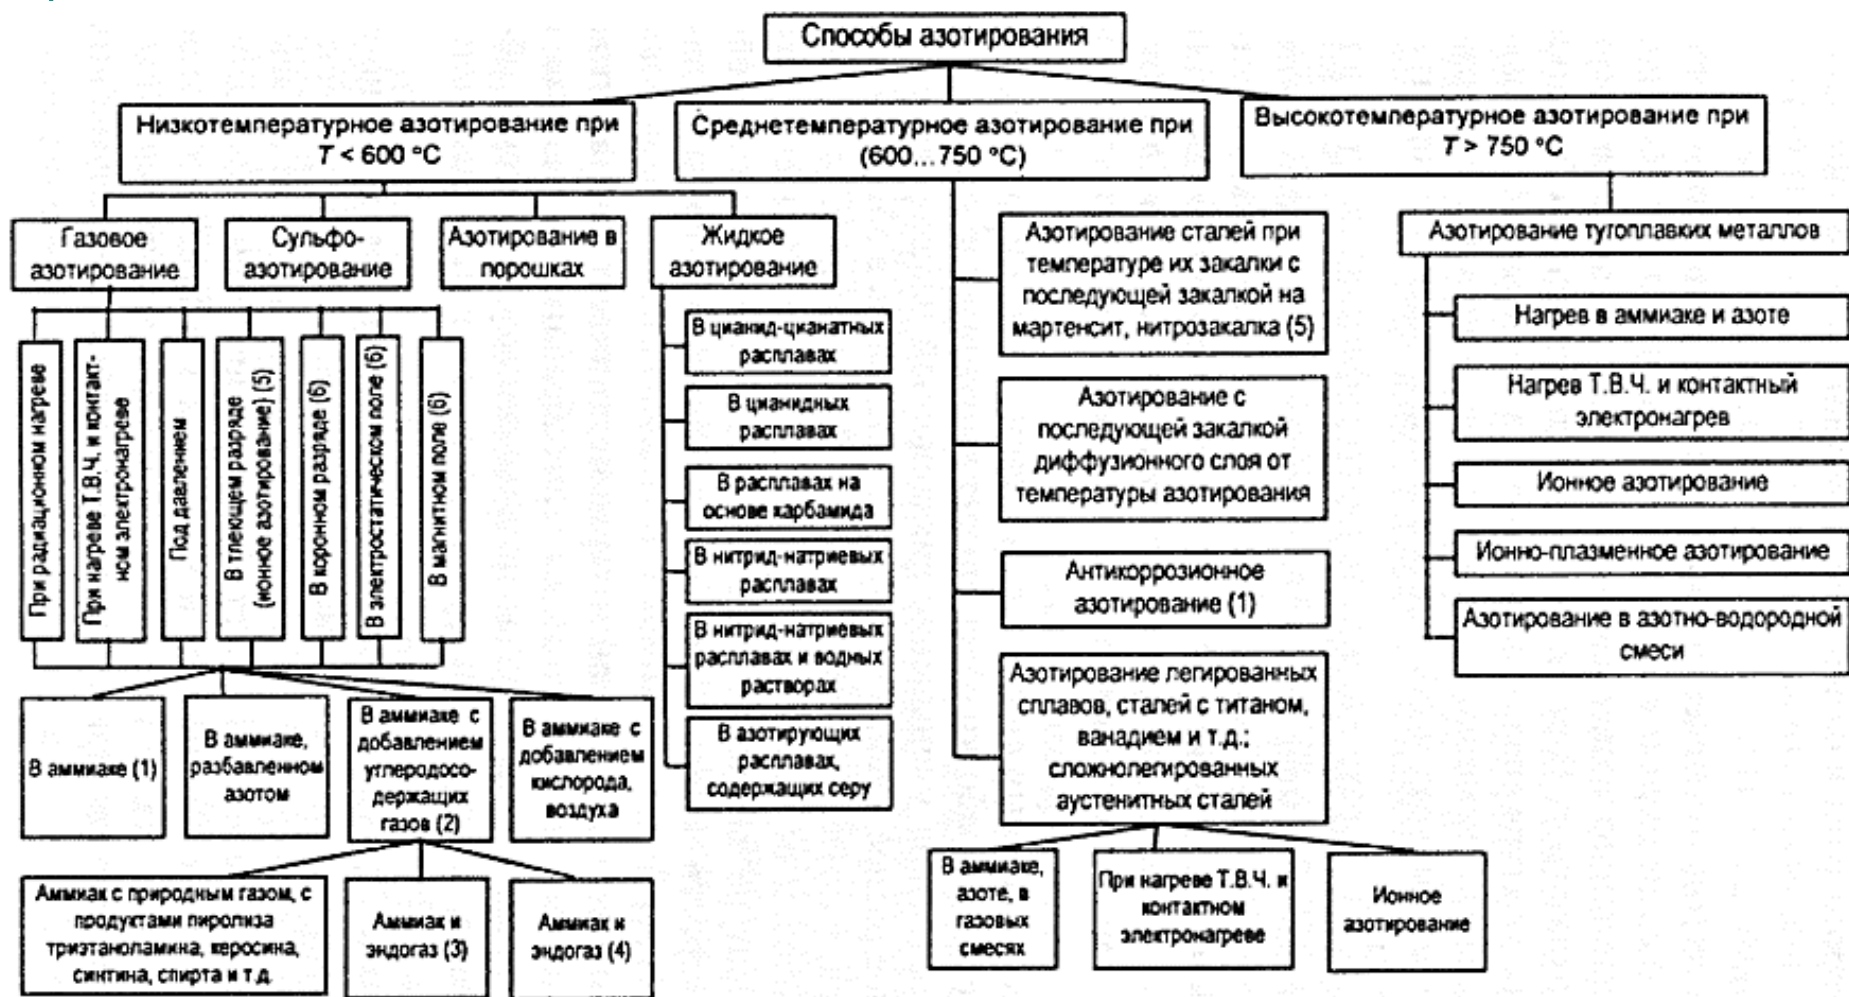 Способы азотирования
Низкотемпературное азотирование при
T < 600 °C
Среднетемпературное азотирование при
(600...750 °C)
Высокотемпературное азотирование при
T > 750 °C
Газовое
азотирование
Сульфо-
азотирование
Азотирование в
порошках
Жидкое
азотирование
При радиационном нагреве
При нагреве Т.В.Ч. и контакт-
ном электронагреве
Под давлением
В тлеющем разряде
(ионное азотирование) (5)
В коронном разряде (6)
В электростатическом поле (6)
В магнитном поле (6)
В аммиаке (1)
В аммиаке,
разбавленном
азотом
В аммиаке с
добавлением
углеродосо-
держащих
газов (2)
В аммиаке с
добавлением
кислорода,
воздуха
Аммиак с природным газом, с
продуктами пиролиза
триэтаноламина, керосина,
синтина, спирта и т.д.
Аммиак и
эндогаз (3)
Аммиак и
эндогаз (4)
В цианид-цианатных
расплавах
В цианидных
расплавах
В расплавах на
основе карбамида
В нитрид-натриевых
расплавах
В нитрид-натриевых
расплавах и водных
растворах
В азотирующих
расплавах,
содержащих серу
Азотирование сталей при
температуре их закалки с
последующей закалкой на
мартенсит, нитрозакалка (5)
Азотирование с
последующей закалкой
диффузионного слоя от
температуры азотирования
Антикоррозионное
азотирование (1)
Азотирование легированных
сплавов, сталей с титаном,
ванадием и т.д.;
сложнолегированных
аустенитных сталей
В аммиаке,
азоте, в
газовых
смесях
При нагреве Т.В.Ч. и
контактном
электронагреве
Ионное
азотирование
Азотирование тугоплавких металлов
Нагрев в аммиаке и азоте
Нагрев Т.В.Ч. и контактный
электронагрев
Ионное азотирование
Ионно-плазменное азотирование
Азотирование в азотно-водородной
смеси